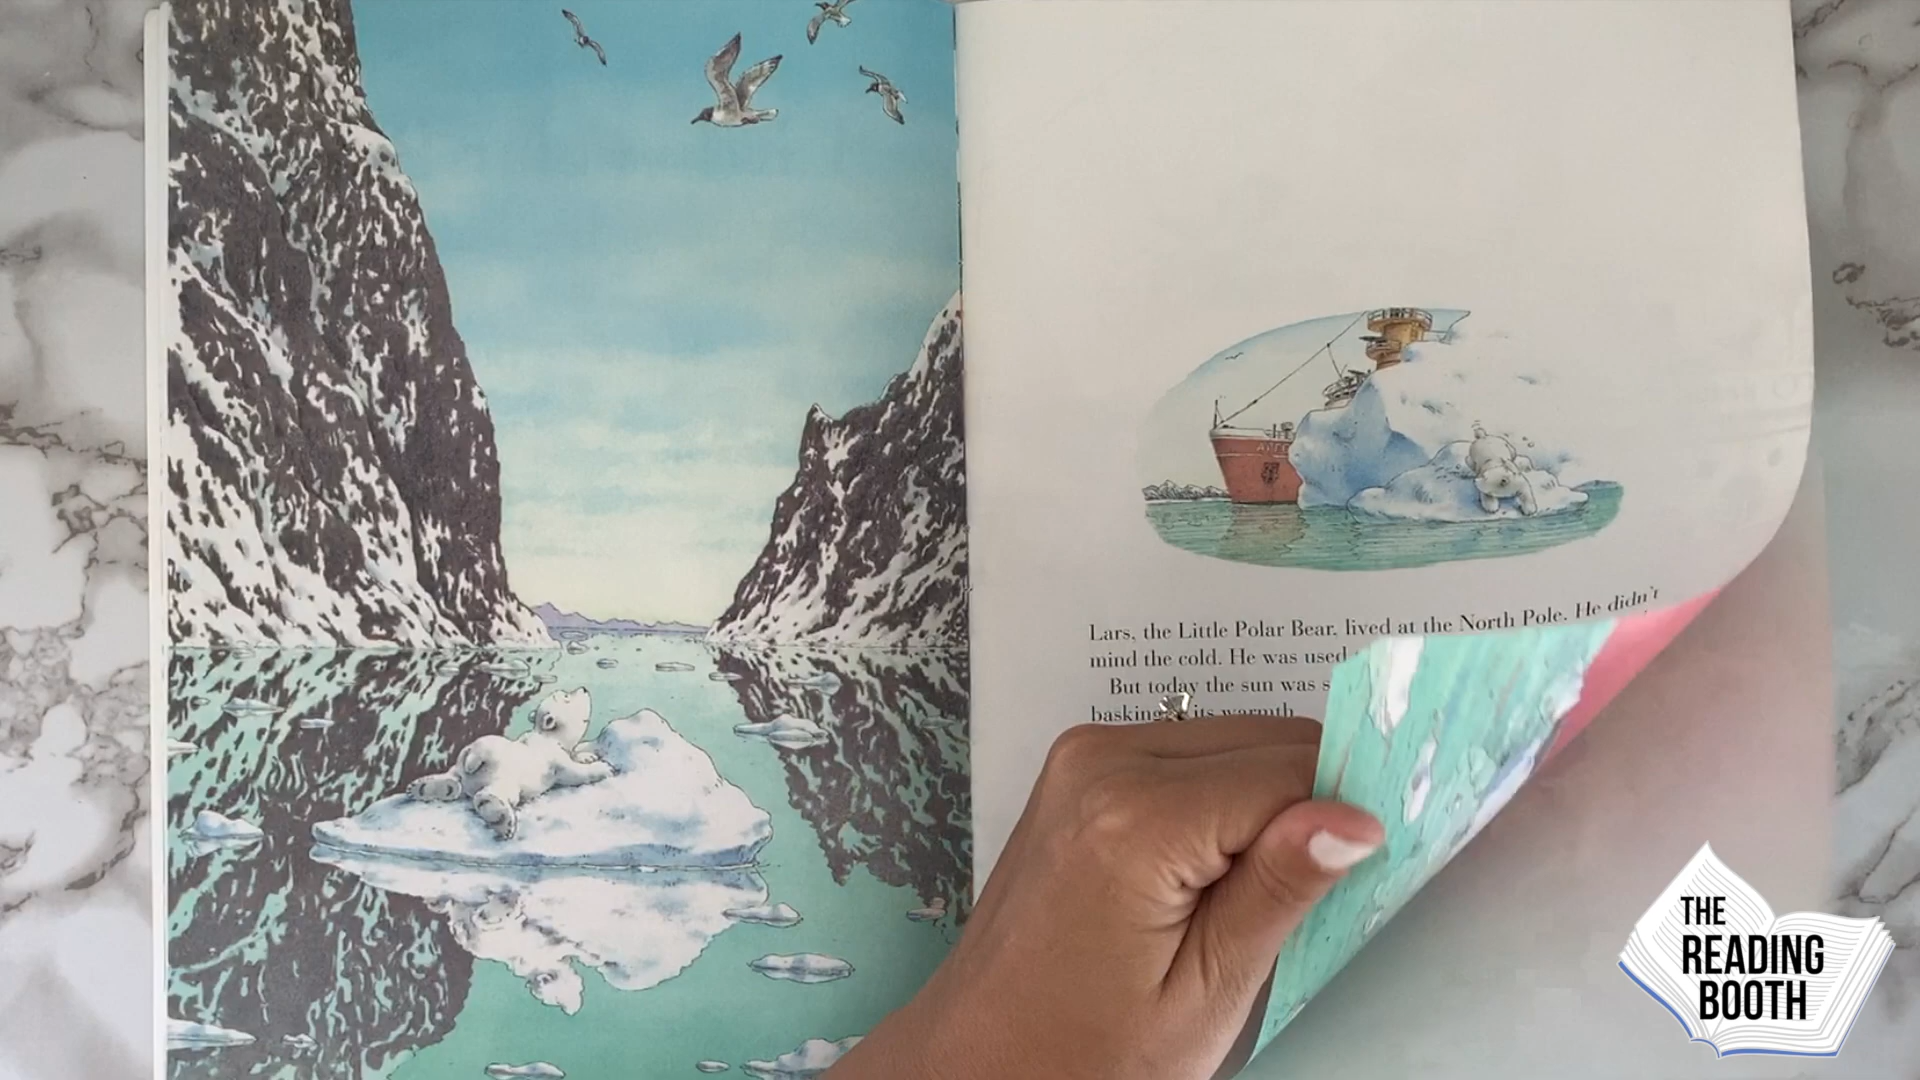 Lars, the Little Polar Bear, lived at the North Pole. He didn't
mind the cold. He was used
But today the sun was
basking its warmth
THE
READING
BOOTH